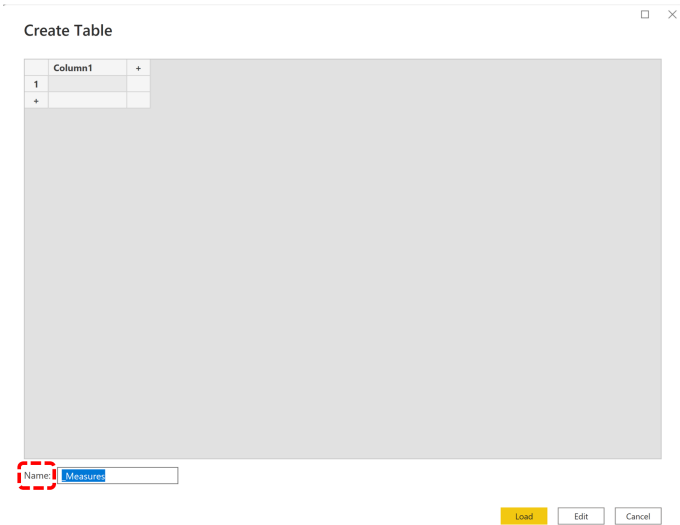 Create Table
Column1 +
1
+
Name: _Measures
Load Edit Cancel